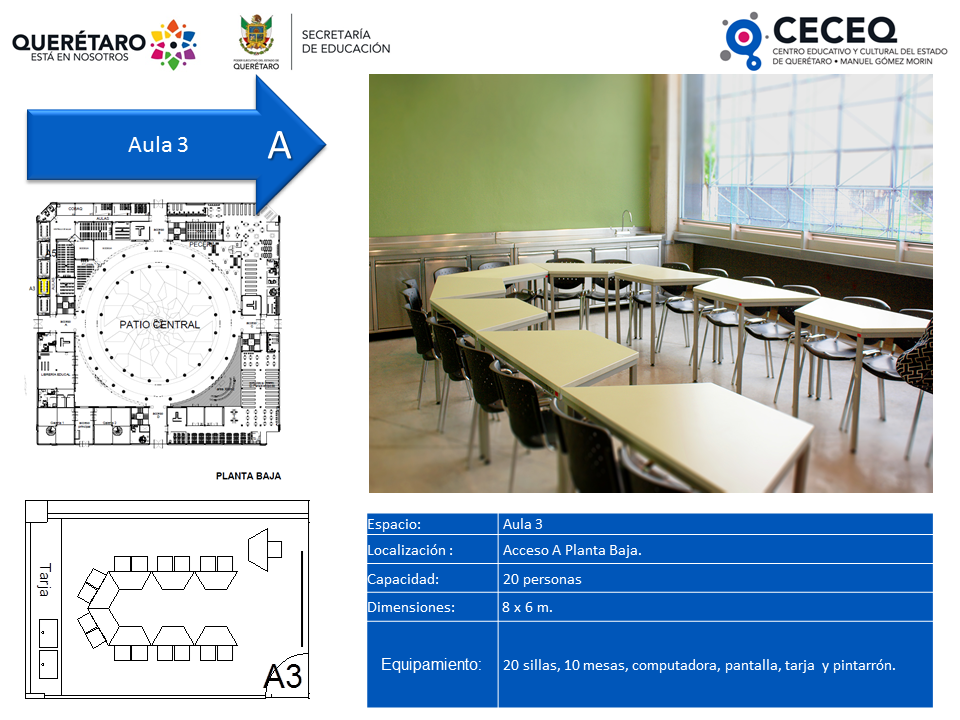 QUERÉTARO
ESTÁ EN NOSOTROS
PODER EJECUTIVO DEL ESTADO DE
QUERÉTARO
SECRETARÍA
DE EDUCACIÓN
CECEQ
CENTRO EDUCATIVO Y CULTURAL DEL ESTADO
DE QUERÉTARO • MANUEL GÓMEZ MORIN
Aula 3
A
AULAS
A3
PATIO CENTRAL
PLANTA BAJA
Tarja
A3
Espacio: Aula 3
Localización : Acceso A Planta Baja.
Capacidad: 20 personas
Dimensiones: 8 x 6 m.
Equipamiento: 20 sillas, 10 mesas, computadora, pantalla, tarja y pintarrón.